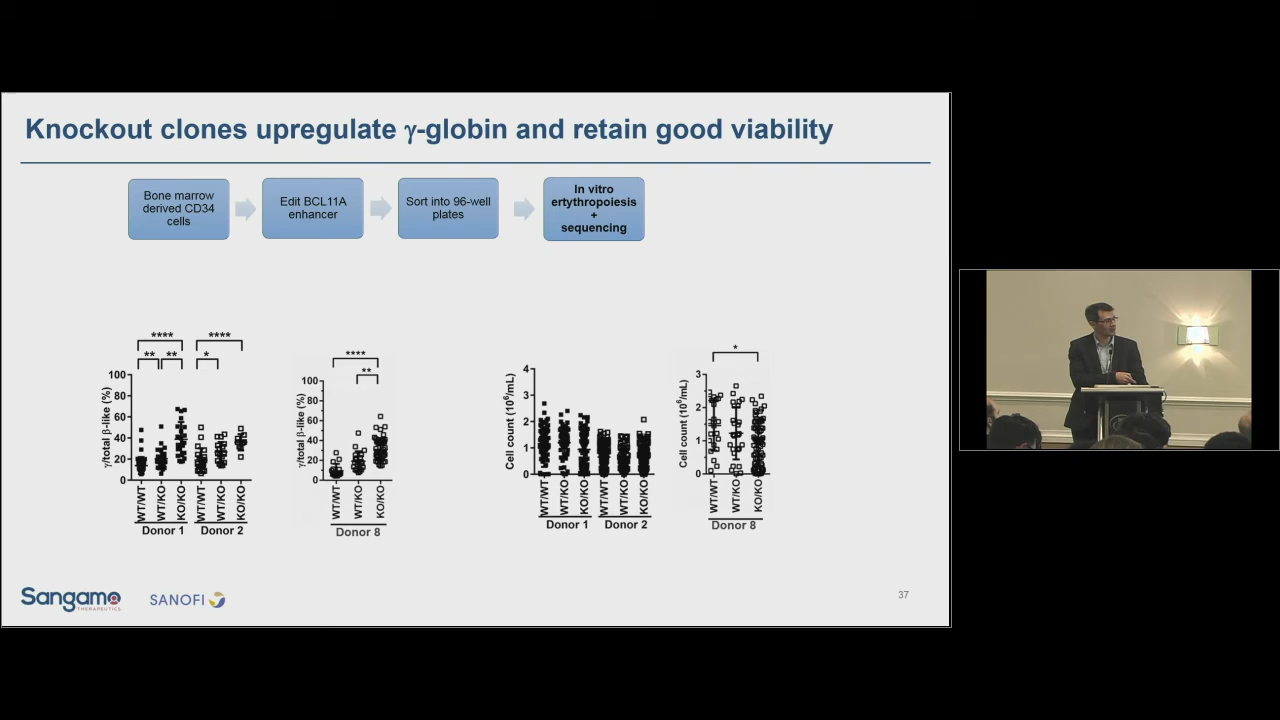 Knockout clones upregulate γ-globin and retain good viability
Bone marrow
derived CD34
cells
Edit BCL11A
enhancer
Sort into 96-well
plates
In vitro
ertythropoiesis
+
sequencing
γ/total β-like (%)
100
80
60
40
20
0
****
** **
****
*
WT/WT
WT/KO
KO/KO
WT/WT
WT/KO
KO/KO
Donor 1
Donor 2
γ/total β-like (%)
100
80
60
40
20
0
****
**
WT/WT
WT/KO
KO/KO
Donor 8
Cell count (10⁶/mL)
4
3
2
1
0
WT/WT
WT/KO
KO/KO
WT/WT
WT/KO
KO/KO
Donor 1
Donor 2
Cell count (10⁶/mL)
3
2
1
0
*
WT/WT
WT/KO
KO/KO
Donor 8
Sangamo
THERAPEUTICS
SANOFI
37